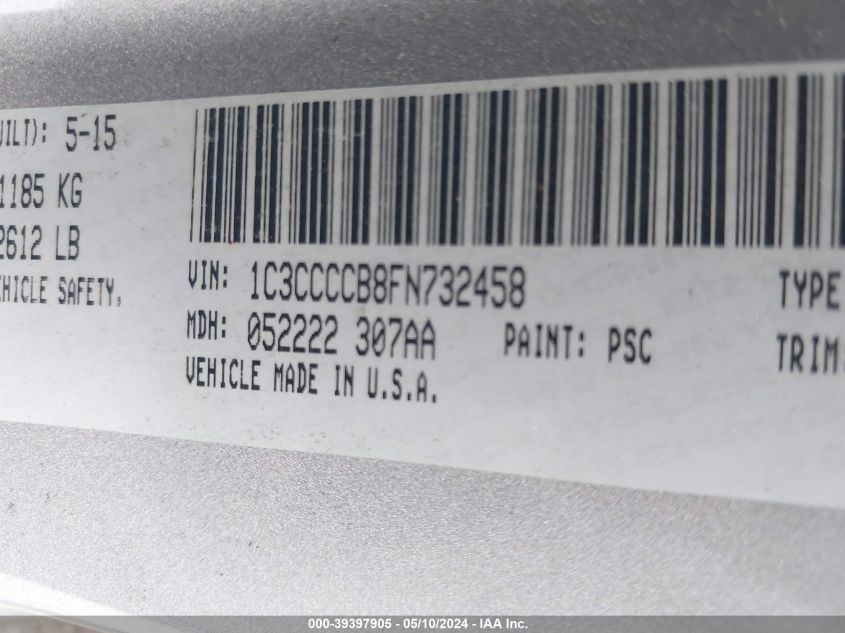 UILT): 5-15
1185 KG
2612 LB
EHICLE SAFETY,
VIN: 1C3CCCCB8FN732458
TYPE
MDH: 052222 307AA
PAINT: PSC
TRIM:
VEHICLE MADE IN U.S.A.
000-39397905 - 05/10/2024 - IAA Inc.